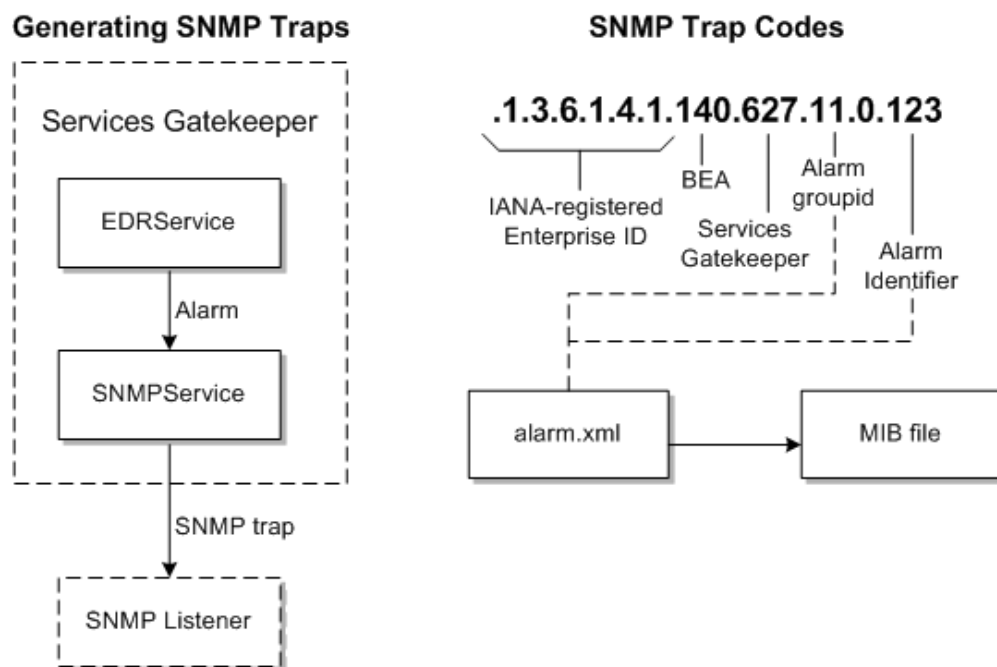 Generating SNMP Traps
Services Gatekeeper
EDRService
Alarm
SNMPService
SNMP trap
SNMP Listener
SNMP Trap Codes
.1.3.6.1.4.1.140.627.11.0.123
IANA-registered
Enterprise ID
BEA
Services
Gatekeeper
Alarm
groupid
Alarm
Identifier
alarm.xml
MIB file